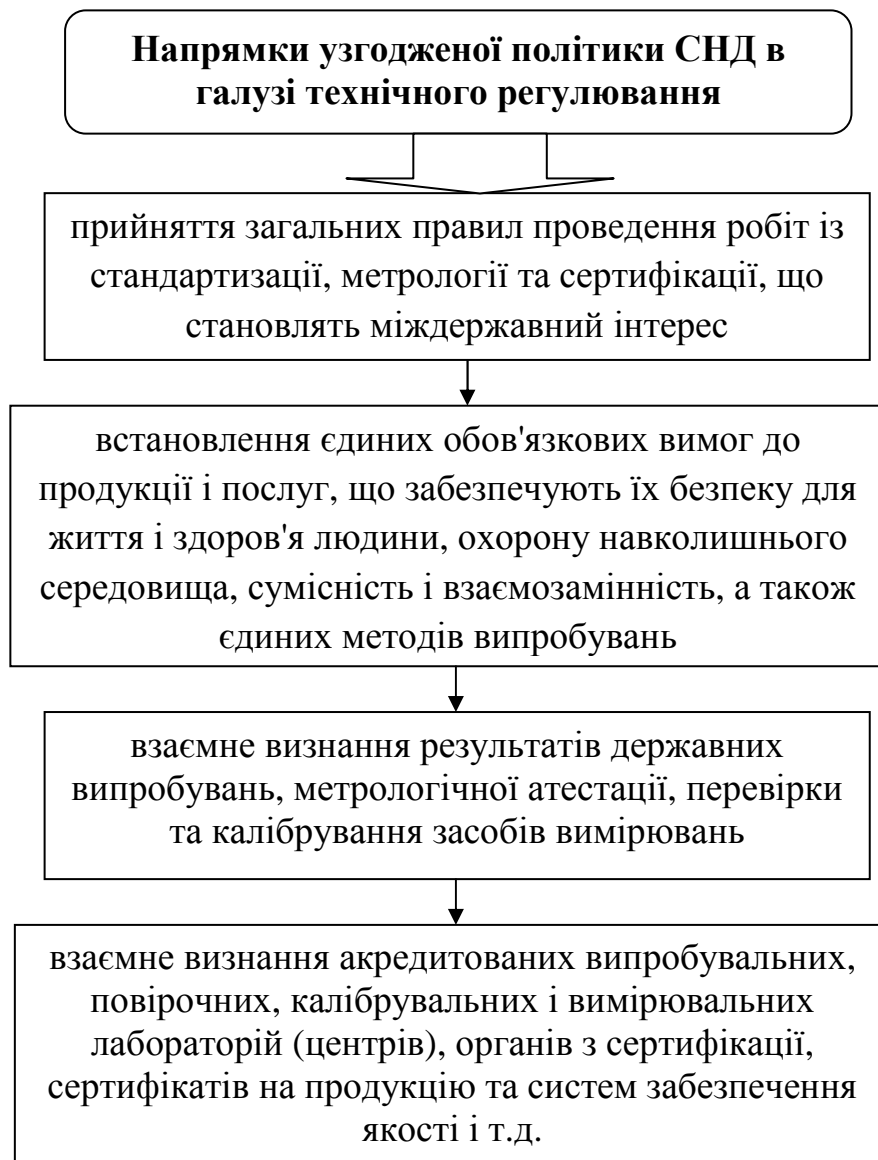 Напрямки узгодженої політики СНД в
галузі технічного регулювання
прийняття загальних правил проведення робіт із
стандартизації, метрології та сертифікації, що
становлять міждержавний інтерес
встановлення єдиних обов'язкових вимог до
продукції і послуг, що забезпечують їх безпеку для
життя і здоров'я людини, охорону навколишнього
середовища, сумісність і взаємозамінність, а також
єдиних методів випробувань
взаємне визнання результатів державних
випробувань, метрологічної атестації, перевірки
та калібрування засобів вимірювань
взаємне визнання акредитованих випробувальних,
повірочних, калібрувальних і вимірювальних
лабораторій (центрів), органів з сертифікації,
сертифікатів на продукцію та систем забезпечення
якості і т.д.